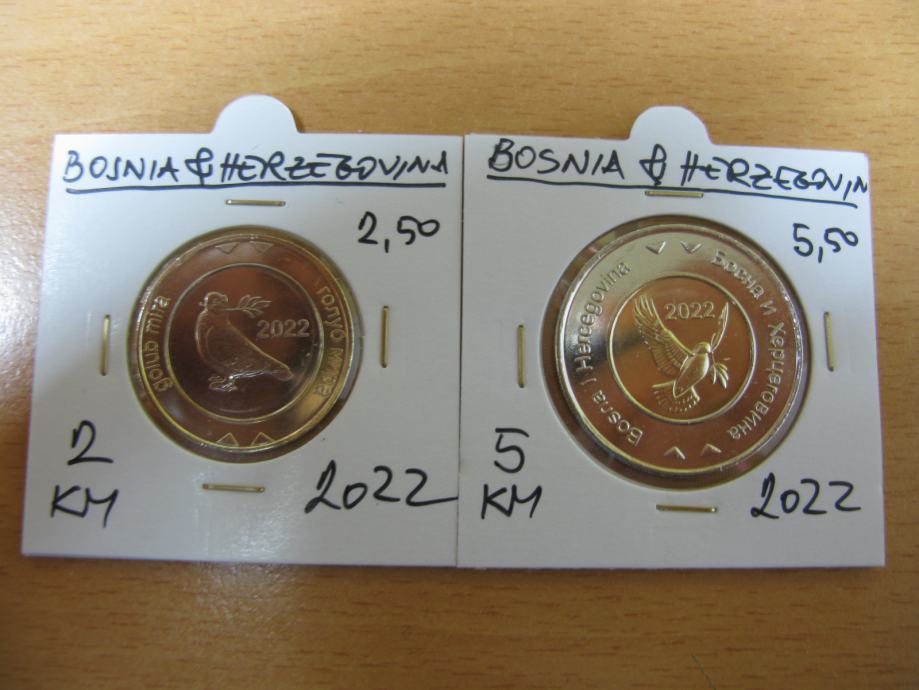 BOSNIA & HERZEGOVINA
2,50
golub mira
2022
голуб мира
2
KM
2022
BOSNIA & HERZEGOVIN
5,50
Bosna i Hercegovina
2022
Босна и Херцеговина
5
KM
2022